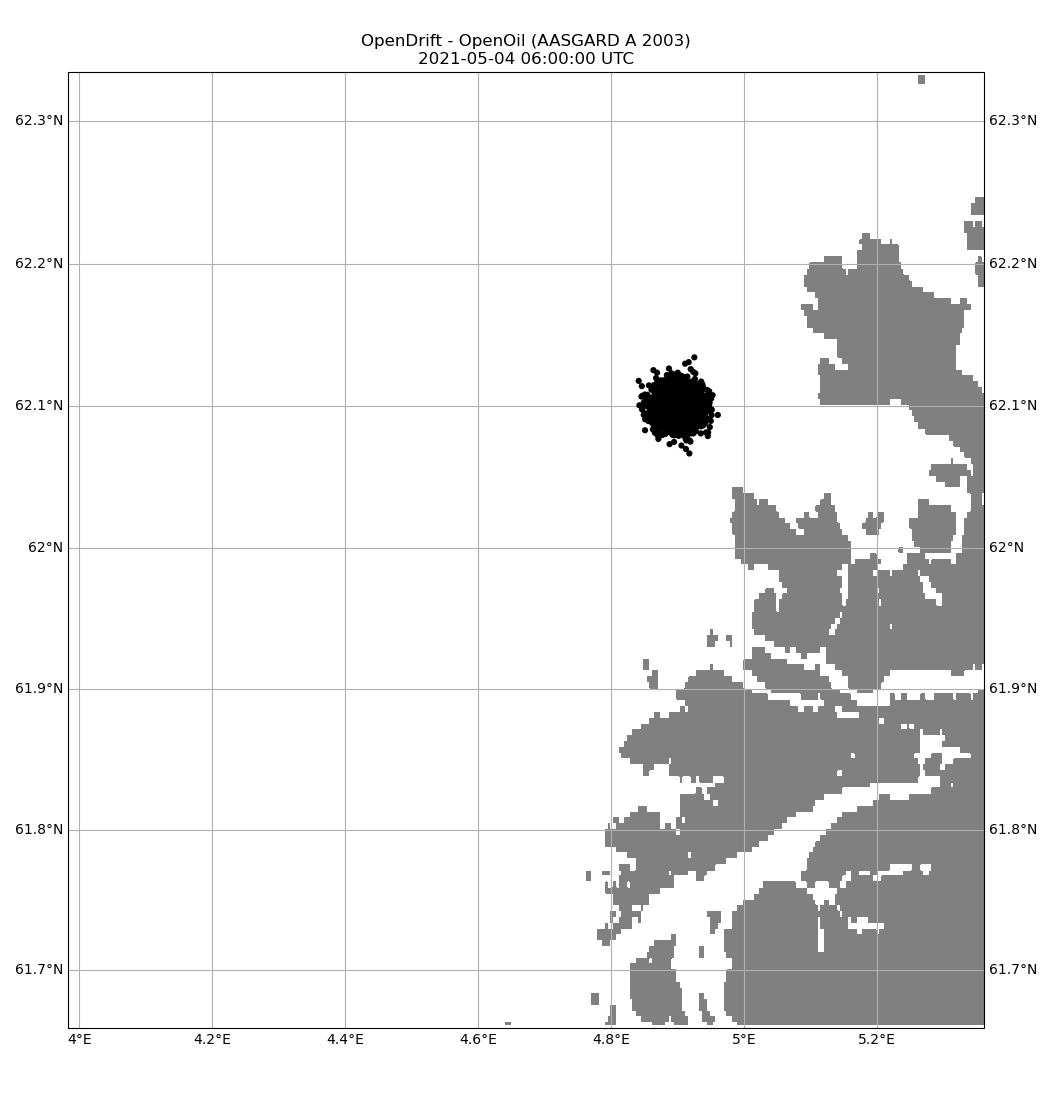 OpenDrift - OpenOil (AASGARD A 2003)
2021-05-04 06:00:00 UTC
62.3°N 62.3°N
62.2°N 62.2°N
62.1°N 62.1°N
62°N 62°N
61.9°N 61.9°N
61.8°N 61.8°N
61.7°N 61.7°N
4°E 4.2°E 4.4°E 4.6°E 4.8°E 5°E 5.2°E